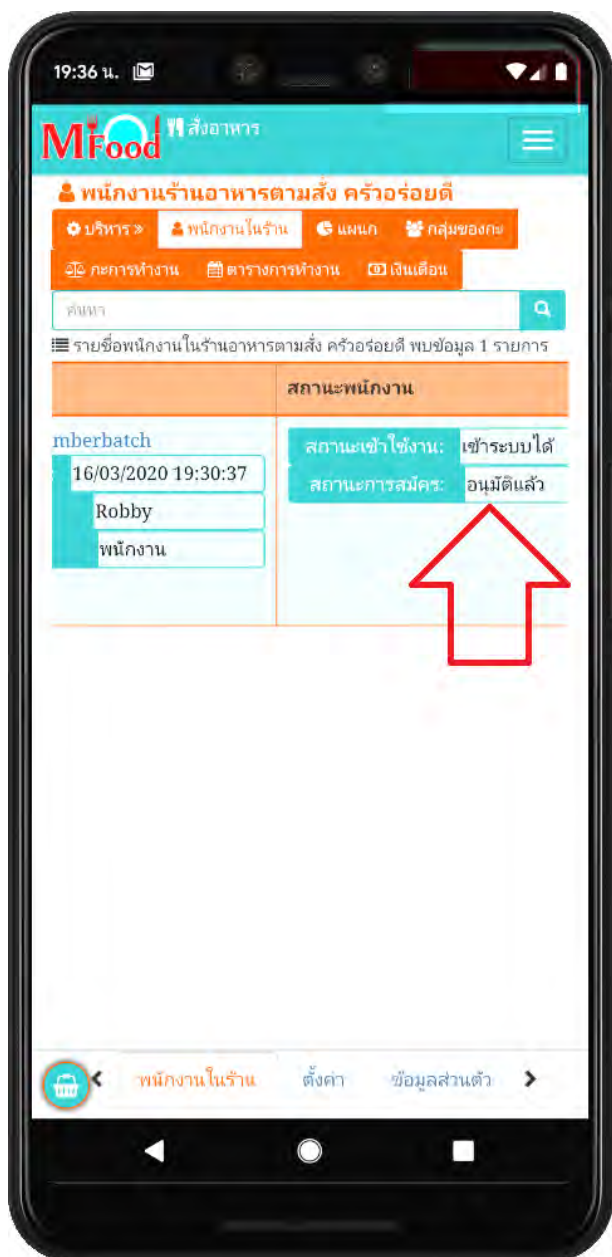 19:36 น.
MFood สั่งอาหาร
พนักงานร้านอาหารตามสั่ง ครัวอร่อยดี
บริหาร » พนักงานในร้าน แผนก กลุ่มของกะ
กะการทำงาน ตารางการทำงาน เงินเดือน
ค้นหา
รายชื่อพนักงานในร้านอาหารตามสั่ง ครัวอร่อยดี พบข้อมูล 1 รายการ
สถานะพนักงาน
mberbatch
16/03/2020 19:30:37
Robby
พนักงาน
สถานะเข้าใช้งาน: เข้าระบบได้
สถานะการสมัคร: อนุมัติแล้ว
พนักงานในร้าน ตั้งค่า ข้อมูลส่วนตัว